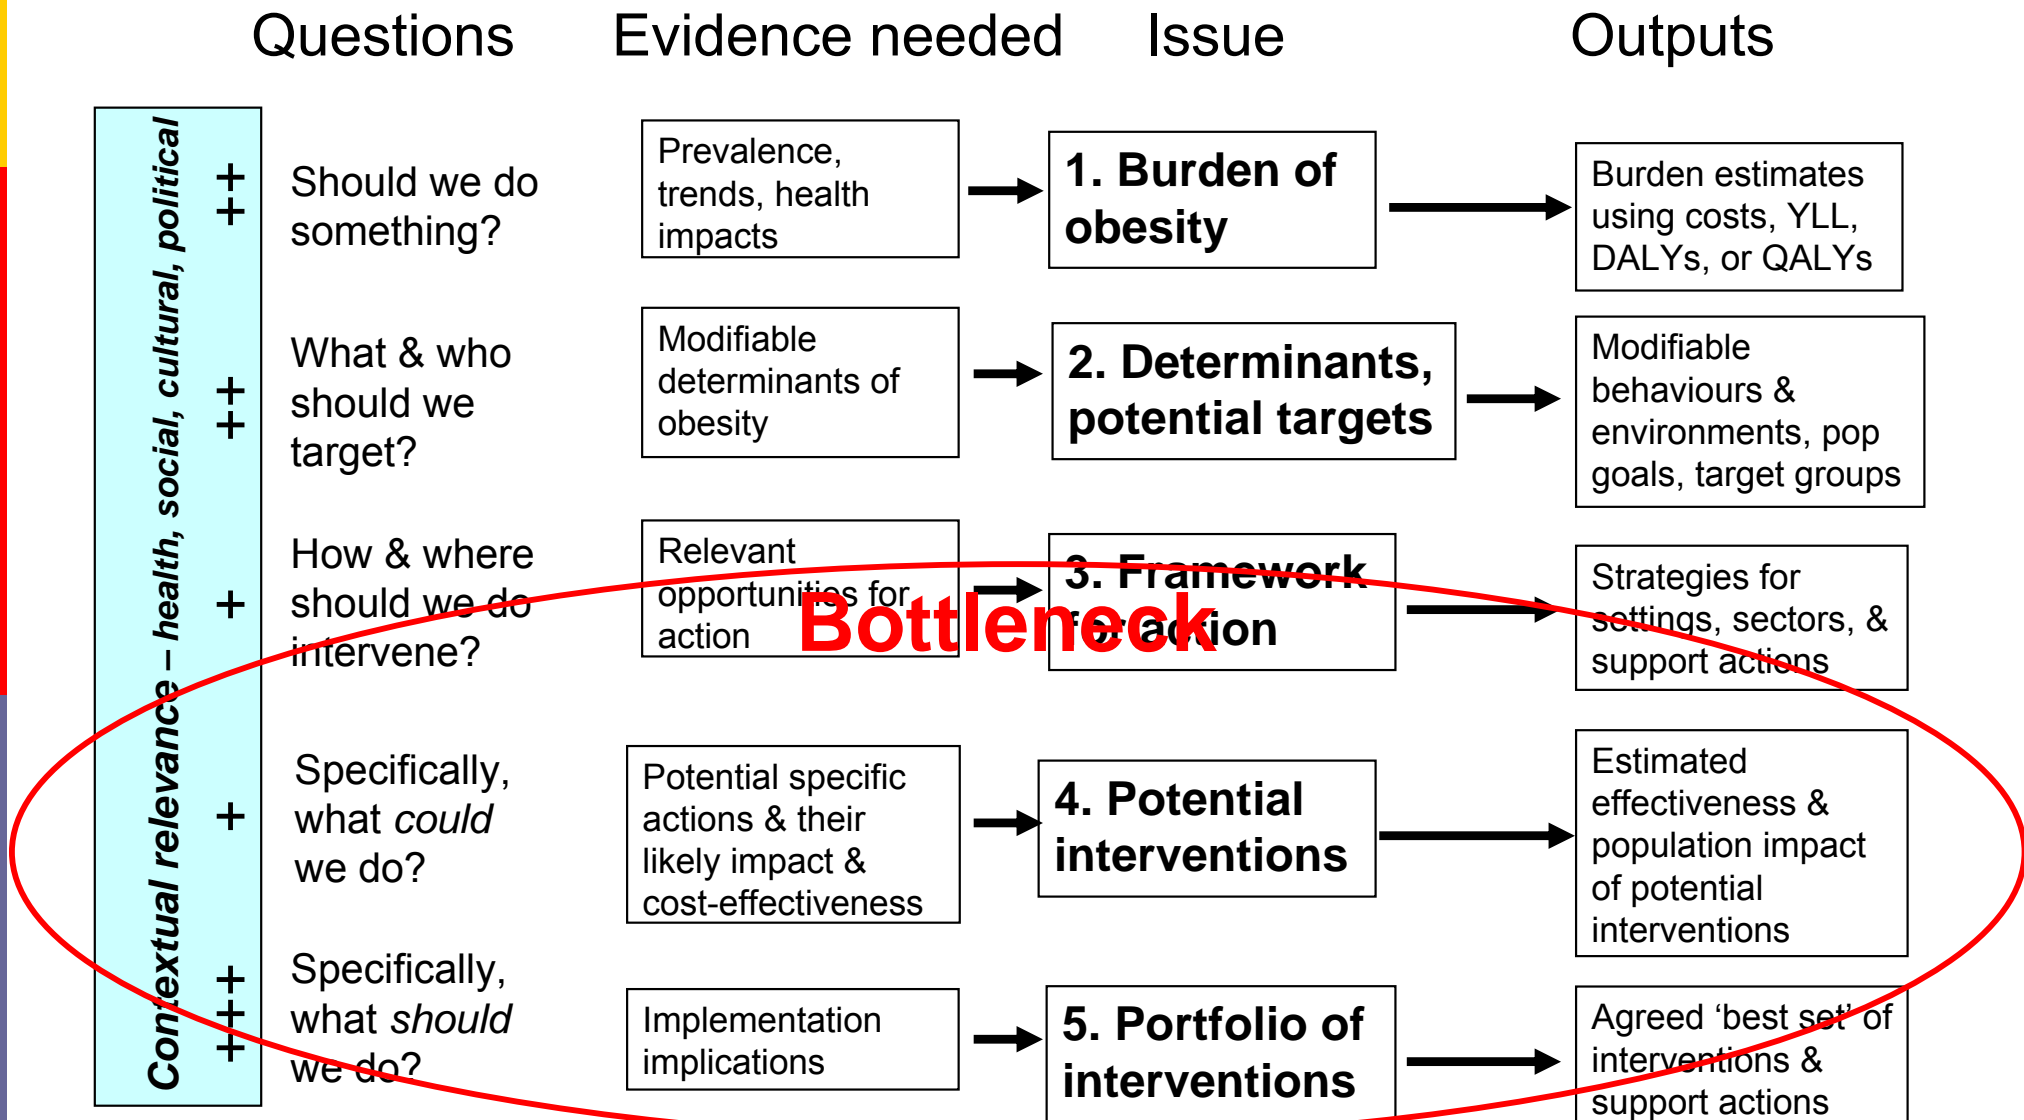 Questions
Evidence needed
Issue
Outputs
Contextual relevance – health, social, cultural, political
+
+
Should we do
something?
Prevalence,
trends, health
impacts
1. Burden of
obesity
Burden estimates
using costs, YLL,
DALYs, or QALYs
+
+
What & who
should we
target?
Modifiable
determinants of
obesity
2. Determinants,
potential targets
Modifiable
behaviours &
environments, pop
goals, target groups
+
How & where
should we do
intervene?
Relevant
opportunities for
action
3. Framework
for action
Bottleneck
Strategies for
settings, sectors, &
support actions
+
Specifically,
what could
we do?
Potential specific
actions & their
likely impact &
cost-effectiveness
4. Potential
interventions
Estimated
effectiveness &
population impact
of potential
interventions
+
+
+
Specifically,
what should
we do?
Implementation
implications
5. Portfolio of
interventions
Agreed ‘best set’ of
interventions &
support actions